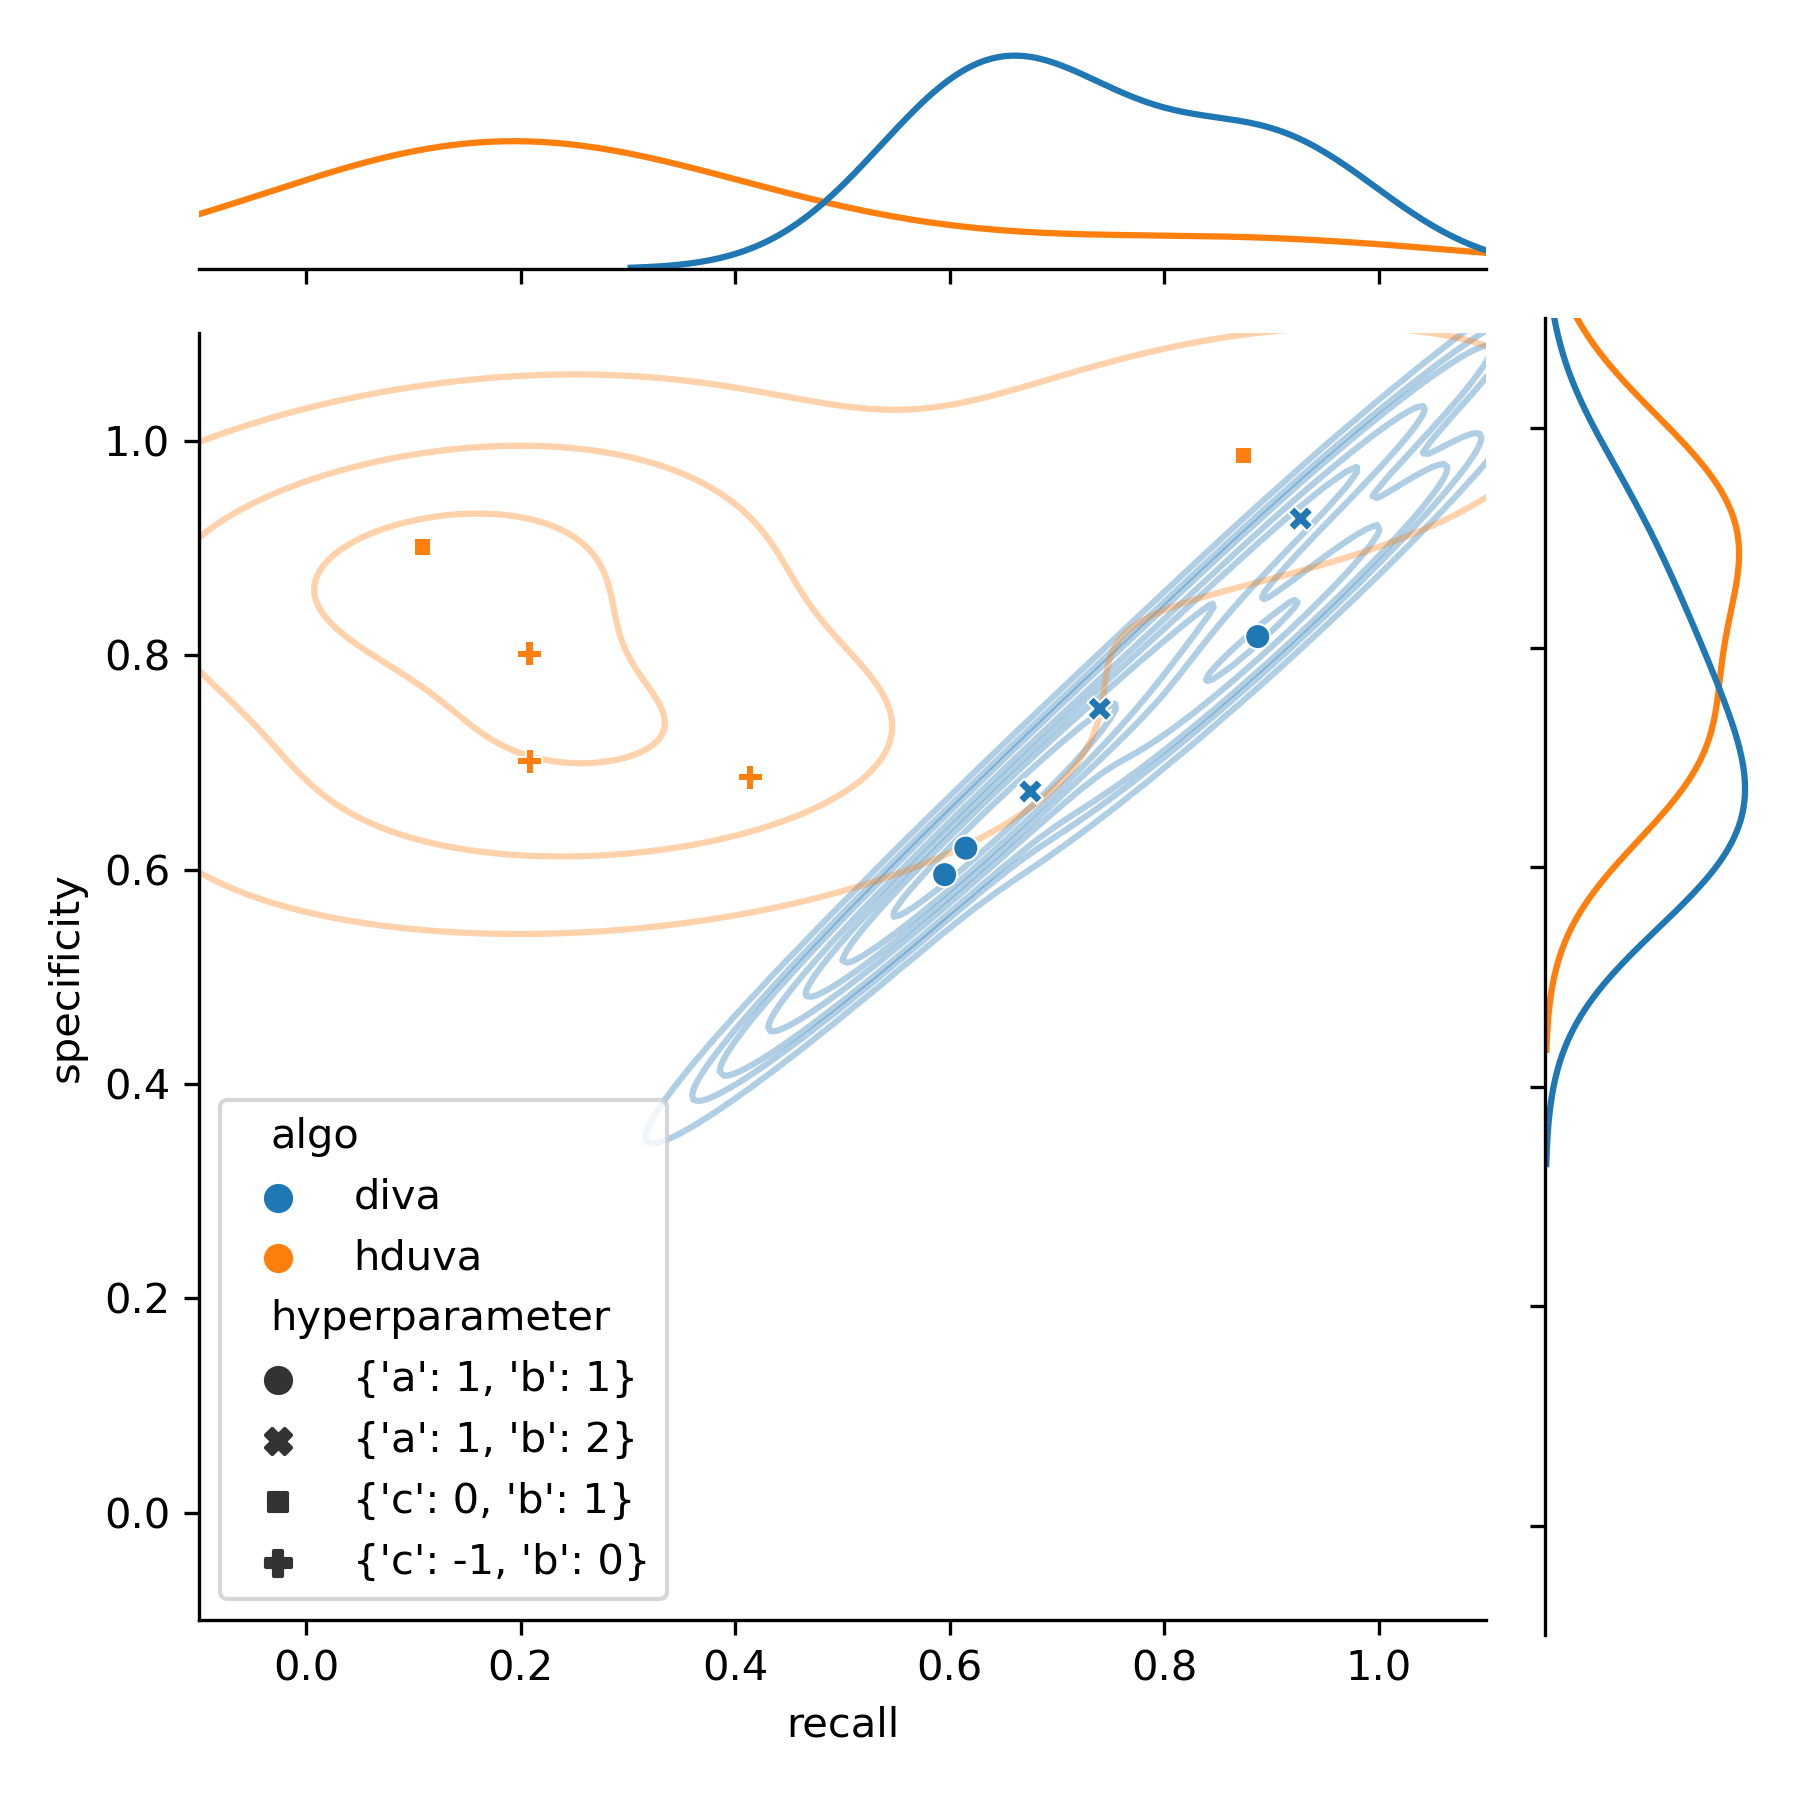 1.0
0.8
0.6
0.4
0.2
0.0
specificity
algo
diva
hduva
hyperparameter
{'a': 1, 'b': 1}
{'a': 1, 'b': 2}
{'c': 0, 'b': 1}
{'c': -1, 'b': 0}
0.0 0.2 0.4 0.6 0.8 1.0
recall